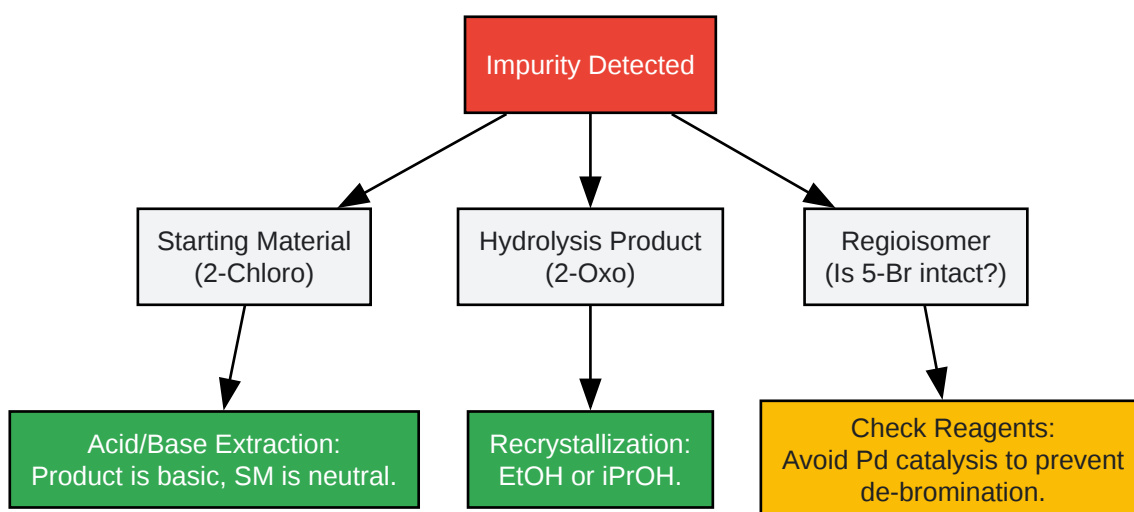 Impurity Detected
Starting Material
(2-Chloro)
Hydrolysis Product
(2-Oxo)
Regioisomer
(Is 5-Br intact?)
Acid/Base Extraction:
Product is basic, SM is neutral.
Recrystallization:
EtOH or iPrOH.
Check Reagents:
Avoid Pd catalysis to prevent
de-bromination.